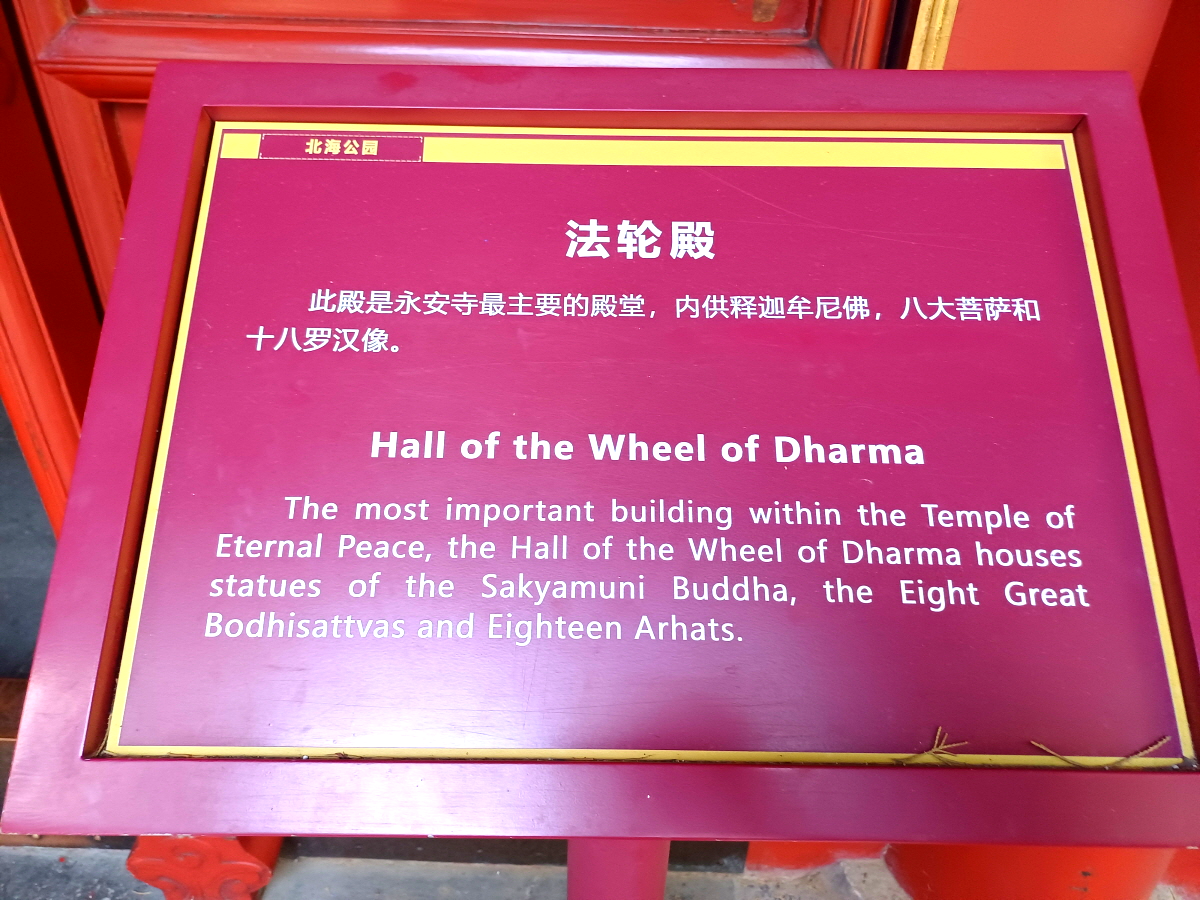 北海公园
法轮殿
此殿是永安寺最主要的殿堂，内供释迦牟尼佛，八大菩萨和
十八罗汉像。
Hall of the Wheel of Dharma
The most important building within the Temple of
Eternal Peace, the Hall of the Wheel of Dharma houses
statues of the Sakyamuni Buddha, the Eight Great
Bodhisattvas and Eighteen Arhats.